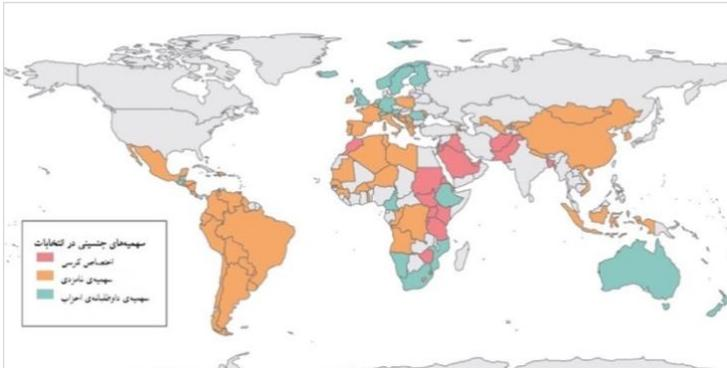 سهمیه‌های جنسیتی در انتخابات
اختصاص کرسی
سهمیه‌ی نامزدی
سهمیه‌ی داوطلبانه‌ی احزاب